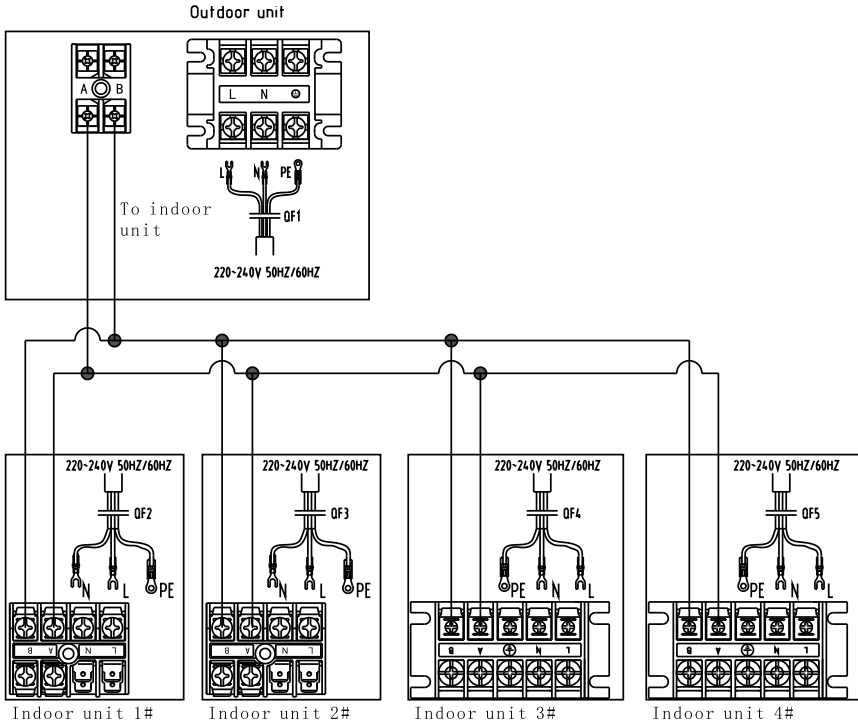 Outdoor unit
A B
L N
L N PE
To indoor
unit
QF1
220~240V 50HZ/60HZ
220~240V 50HZ/60HZ
QF2
N L PE
B A N L
Indoor unit 1#
220~240V 50HZ/60HZ
QF3
N L PE
B A N L
Indoor unit 2#
220~240V 50HZ/60HZ
QF4
PE N L
B A N L
Indoor unit 3#
220~240V 50HZ/60HZ
QF5
PE N L
B A N L
Indoor unit 4#